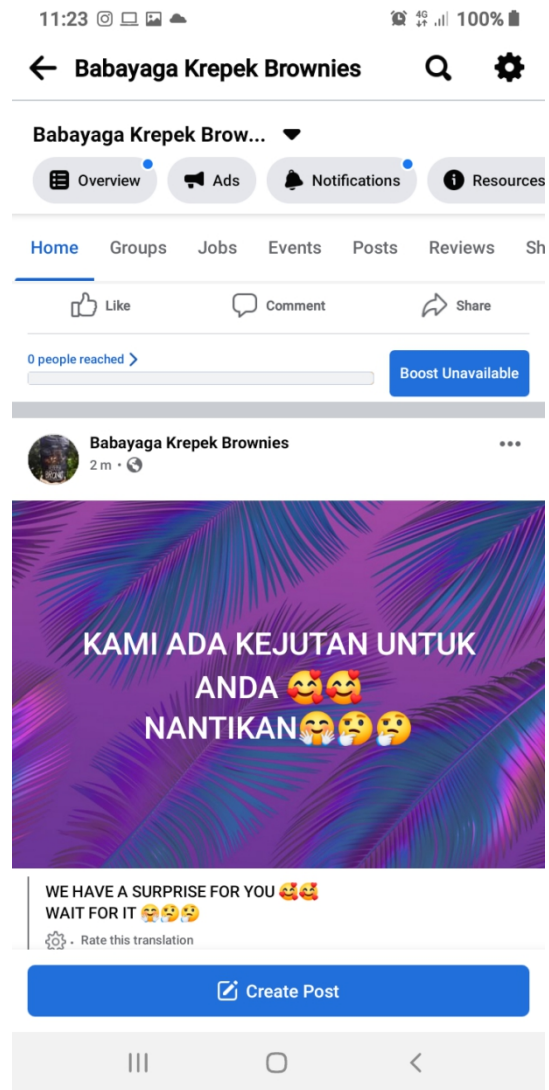 11:23 4G 100%
Babayaga Krepek Brownies
Babayaga Krepek Brow...
Overview Ads Notifications Resources
Home Groups Jobs Events Posts Reviews Sh
Like Comment Share
0 people reached
Boost Unavailable
Babayaga Krepek Brownies
2 m
KAMI ADA KEJUTAN UNTUK
ANDA 🥰🥰
NANTIKAN🤗🤔🤔
WE HAVE A SURPRISE FOR YOU 🥰🥰
WAIT FOR IT 🤗🤔🤔
Rate this translation
Create Post